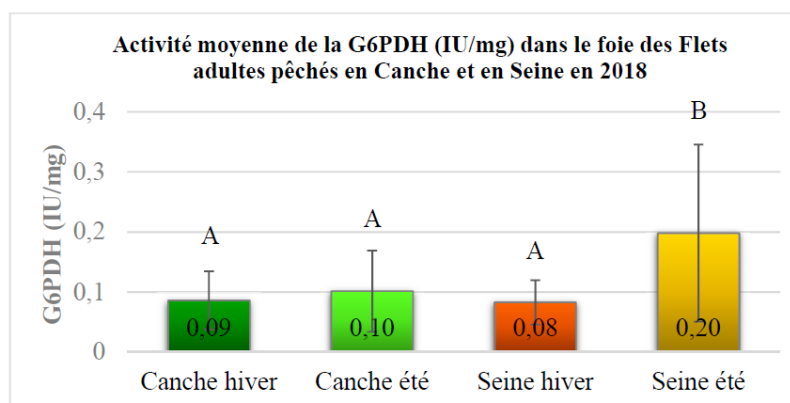 Activité moyenne de la G6PDH (IU/mg) dans le foie des Flets
adultes pêchés en Canche et en Seine en 2018
G6PDH (IU/mg)
0,4
0,3
0,2
0,1
0
A
A
A
B
0,09
0,10
0,08
0,20
Canche hiver
Canche été
Seine hiver
Seine été